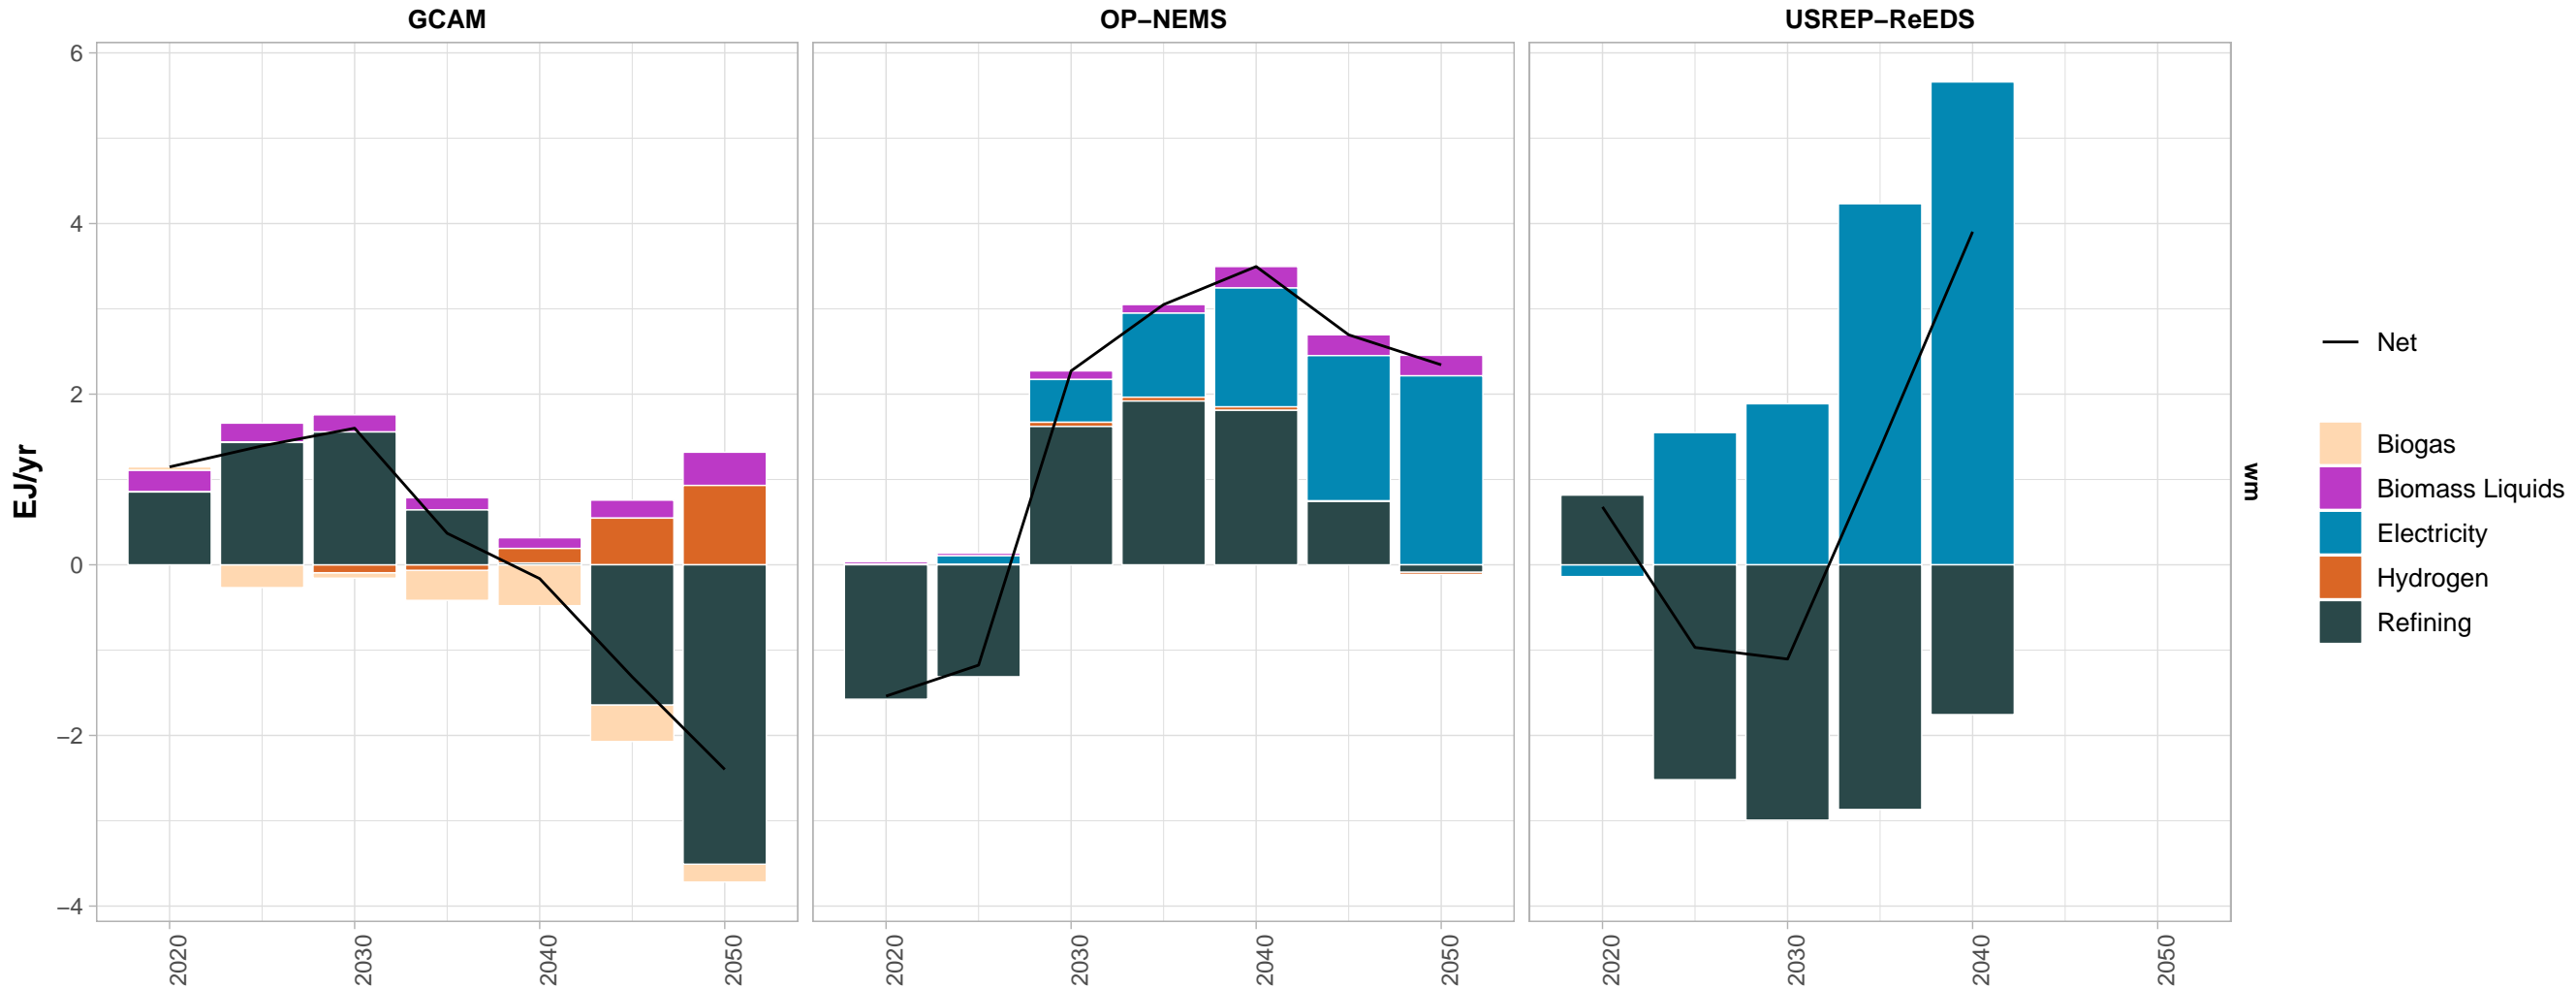 GCAM
OP−NEMS
USREP−ReEDS
6
4
2
0
−2
−4
EJ/yr
2020
2030
2040
2050
2020
2030
2040
2050
2020
2030
2040
2050
wm
Net
Biogas
Biomass Liquids
Electricity
Hydrogen
Refining